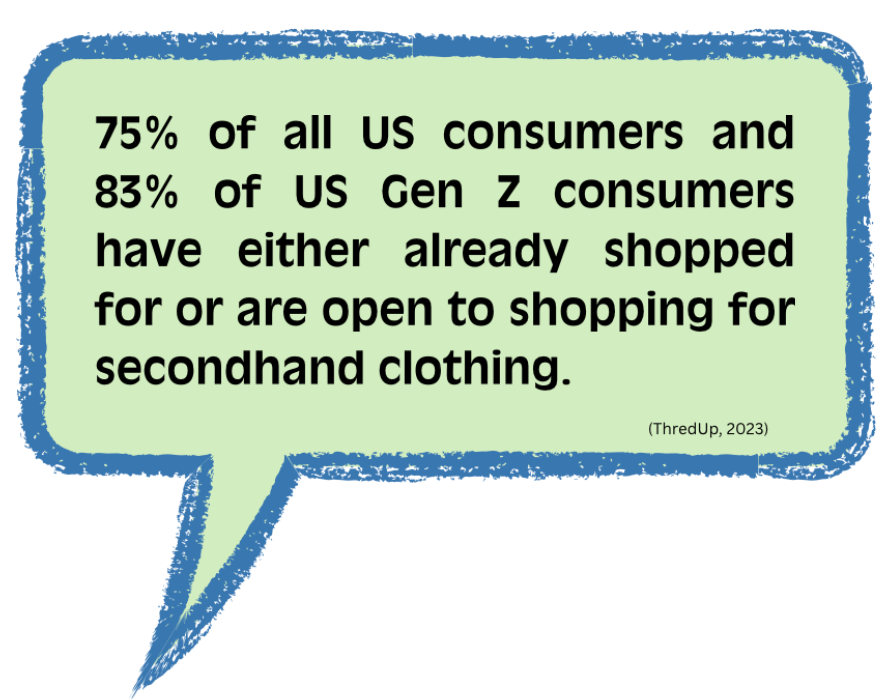 75% of all US consumers and
83% of US Gen Z consumers
have either already shopped
for or are open to shopping for
secondhand clothing.
(ThredUp, 2023)